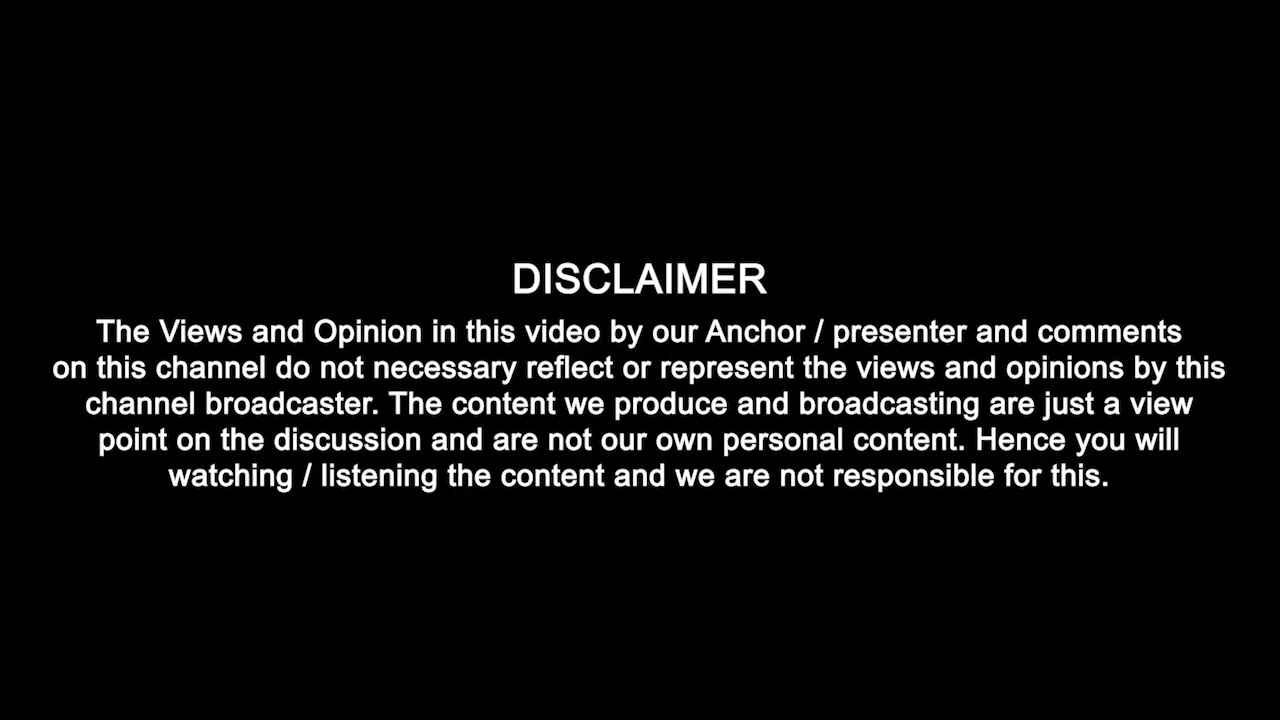 DISCLAIMER
The Views and Opinion in this video by our Anchor / presenter and comments
on this channel do not necessary reflect or represent the views and opinions by this
channel broadcaster. The content we produce and broadcasting are just a view
point on the discussion and are not our own personal content. Hence you will
watching / listening the content and we are not responsible for this.